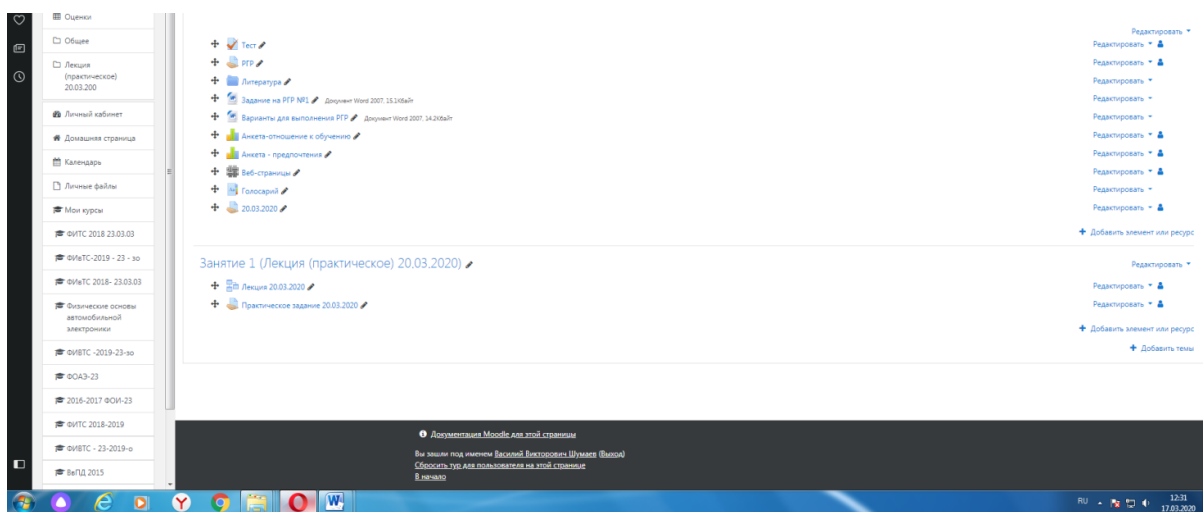 Оценки
Общее
Лекция
(практическое)
20.03.200
Личный кабинет
Домашняя страница
Календарь
Личные файлы
Мои курсы
ФИТС 2018 23.03.03
ФИвТС-2019 - 23 - зо
ФИвТС 2018- 23.03.03
Физические основы
автомобильной
электроники
ФИВТС -2019-23-зо
ФОАЭ-23
2016-2017 ФОИ-23
ФИТС 2018-2019
ФИВТС - 23-2019-о
ВвПД 2015
Редактировать
Тест Редактировать
РГР Редактировать
Литература Редактировать
Задание на РГР №1 Документ Word 2007, 15.1Кбайт Редактировать
Варианты для выполнения РГР Документ Word 2007, 14.2Кбайт Редактировать
Анкета-отношение к обучению Редактировать
Анкета - предпочтения Редактировать
Веб-страницы Редактировать
Голосарий Редактировать
20.03.2020 Редактировать
Добавить элемент или ресурс
Занятие 1 (Лекция (практическое) 20.03.2020) Редактировать
Лекция 20.03.2020 Редактировать
Практическое задание 20.03.2020 Редактировать
Добавить элемент или ресурс
Добавить темы
Документация Moodle для этой страницы
Вы зашли под именем Василий Викторович Шумаев (Выход)
Сбросить тур для пользователя на этой странице
В начало
RU 12:31
17.03.2020